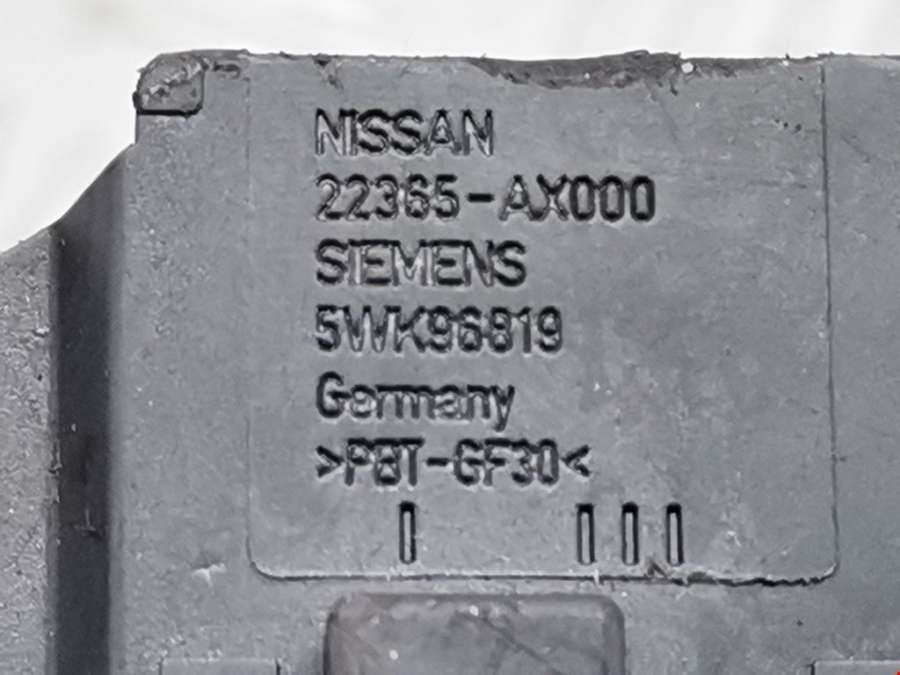 NISSAN
22365-AX000
SIEMENS
5WK96819
Germany
>PBT-GF30<